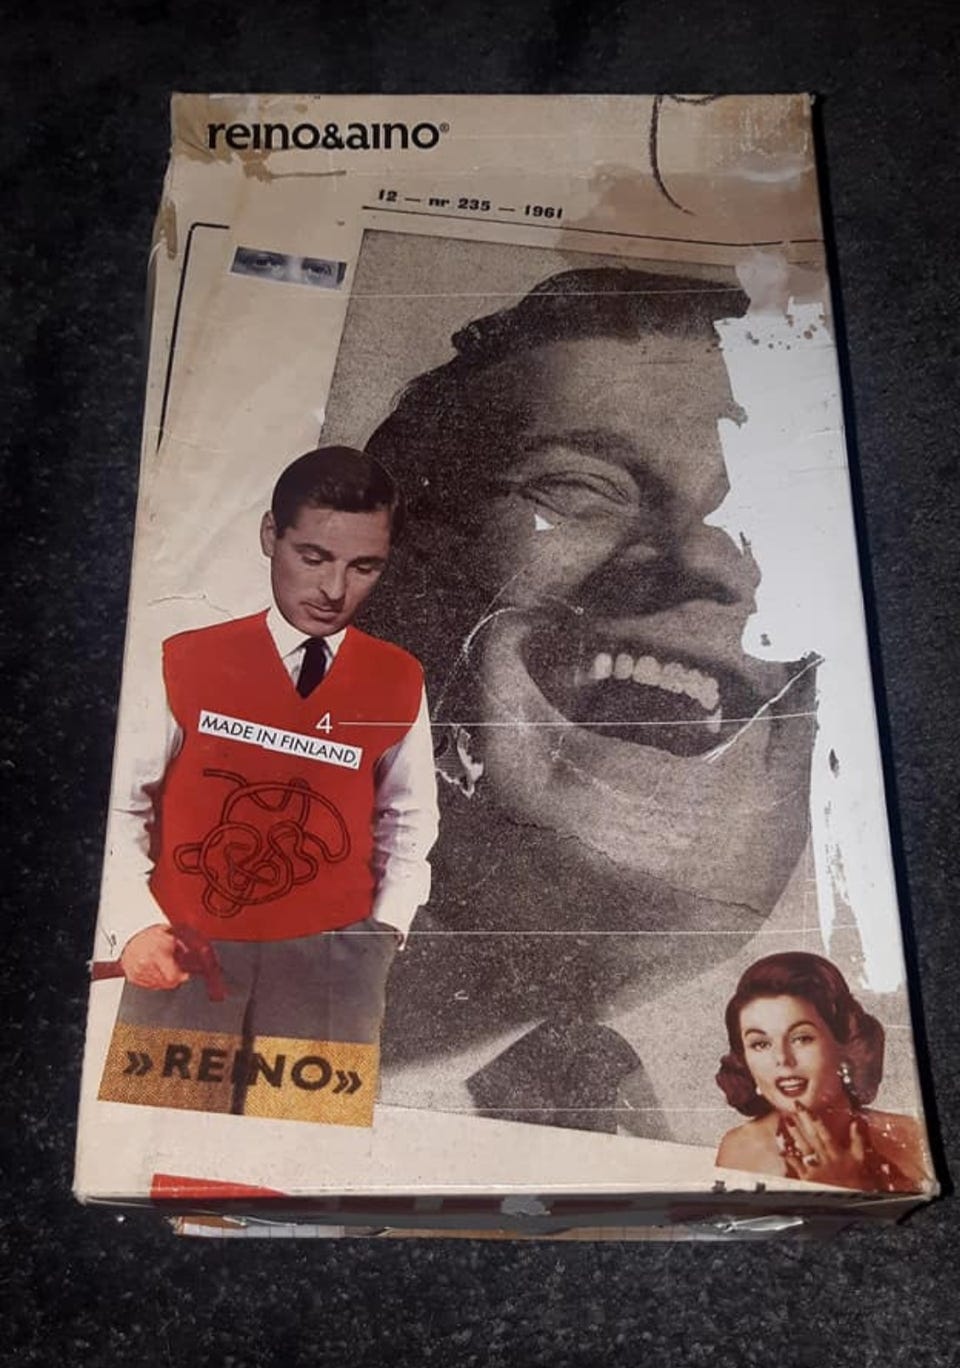 reino&aino®
12 — nr 235 — 1961
4
MADE IN FINLAND,
»REINO»